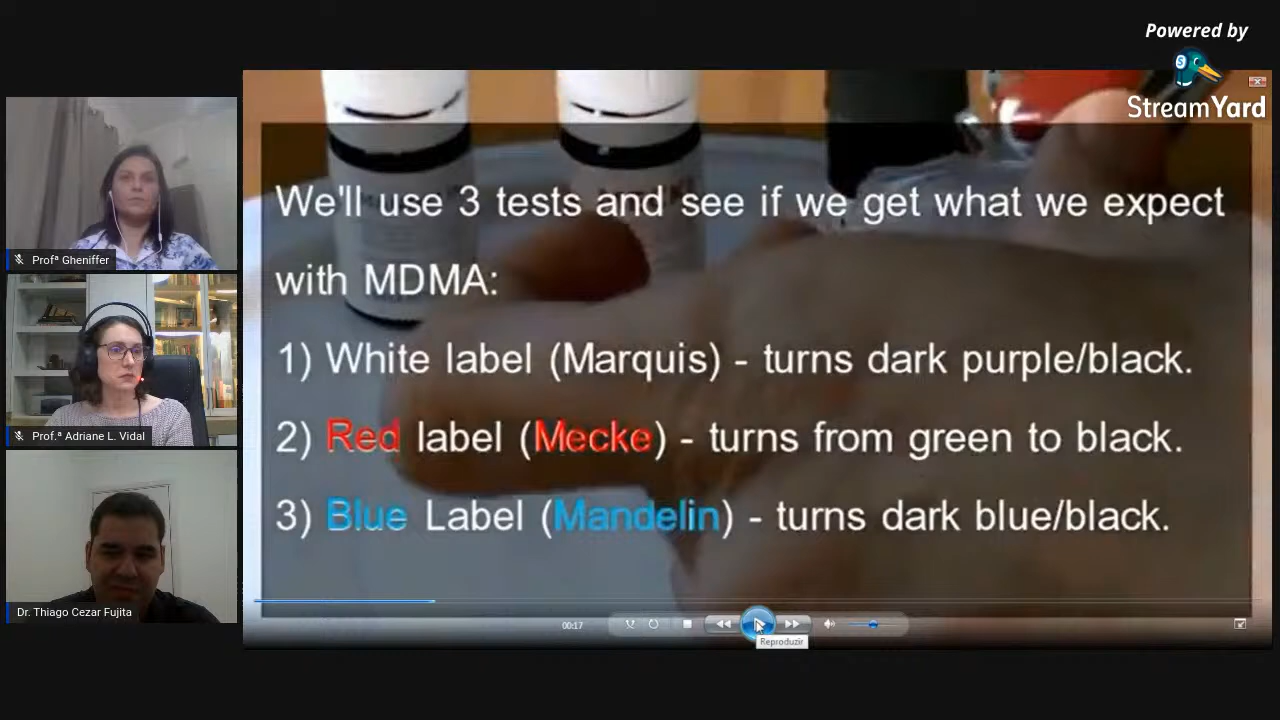 Powered by
StreamYard
We'll use 3 tests and see if we get what we expect
with MDMA:
1) White label (Marquis) - turns dark purple/black.
2) Red label (Mecke) - turns from green to black.
3) Blue Label (Mandelin) - turns dark blue/black.
Profª Gheniffer
Prof.ª Adriane L. Vidal
Dr. Thiago Cezar Fujita
00:17
Reproduzir